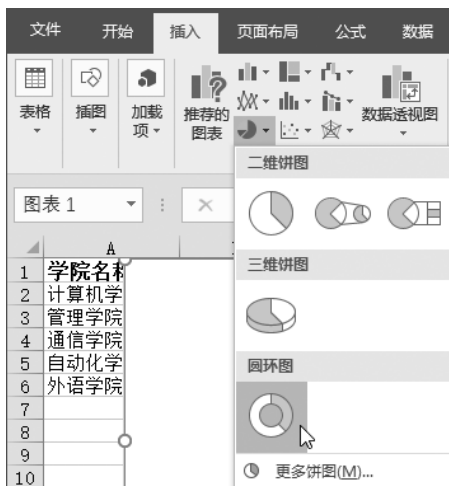 文件 开始 插入 页面布局 公式 数据
表格 插图 加载项 推荐的图表 数据透视图
二维饼图
图表 1
三维饼图
A
1 学院名称
2 计算机学
3 管理学院
4 通信学院
5 自动化学
6 外语学院
圆环图
7
8
9
10
更多饼图(M)...